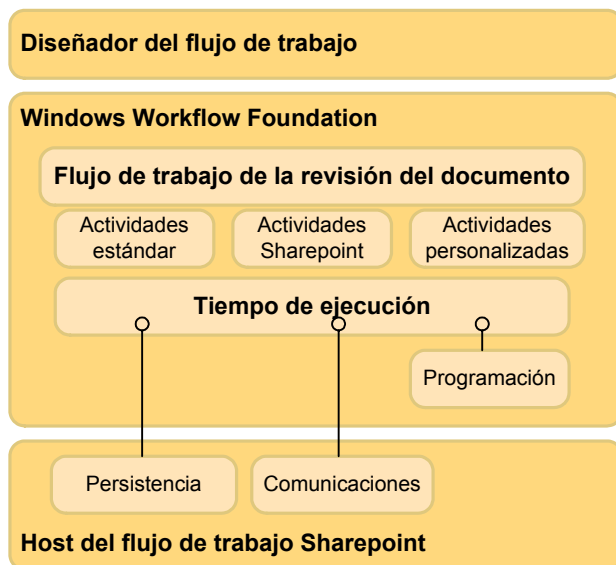 Diseñador del flujo de trabajo
Windows Workflow Foundation
Flujo de trabajo de la revisión del documento
Actividades
estándar
Actividades
Sharepoint
Actividades
personalizadas
Tiempo de ejecución
Programación
Persistencia
Comunicaciones
Host del flujo de trabajo Sharepoint